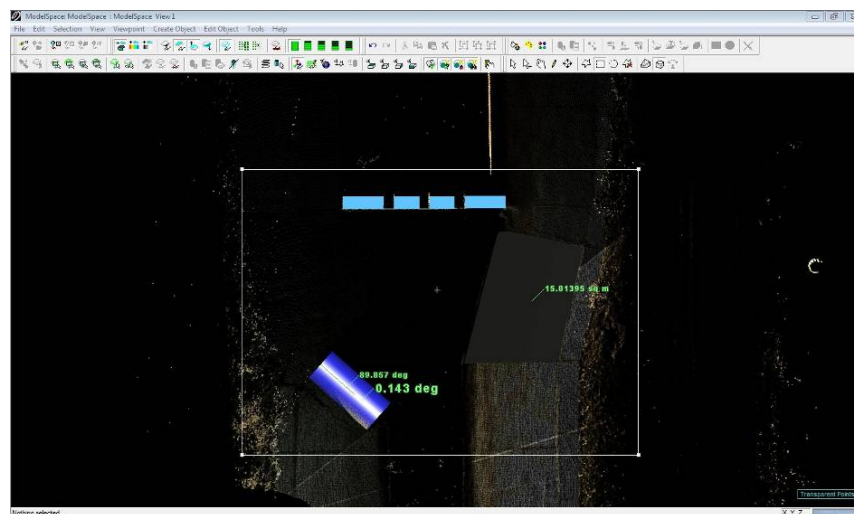 ModelSpace: ModelSpace : ModelSpace View 1
File Edit Selection View Viewpoint Create Object Edit Object Tools Help
15.81395 sq m
89.857 deg
0.143 deg
Transparent Points
Nothing selected
X Y Z